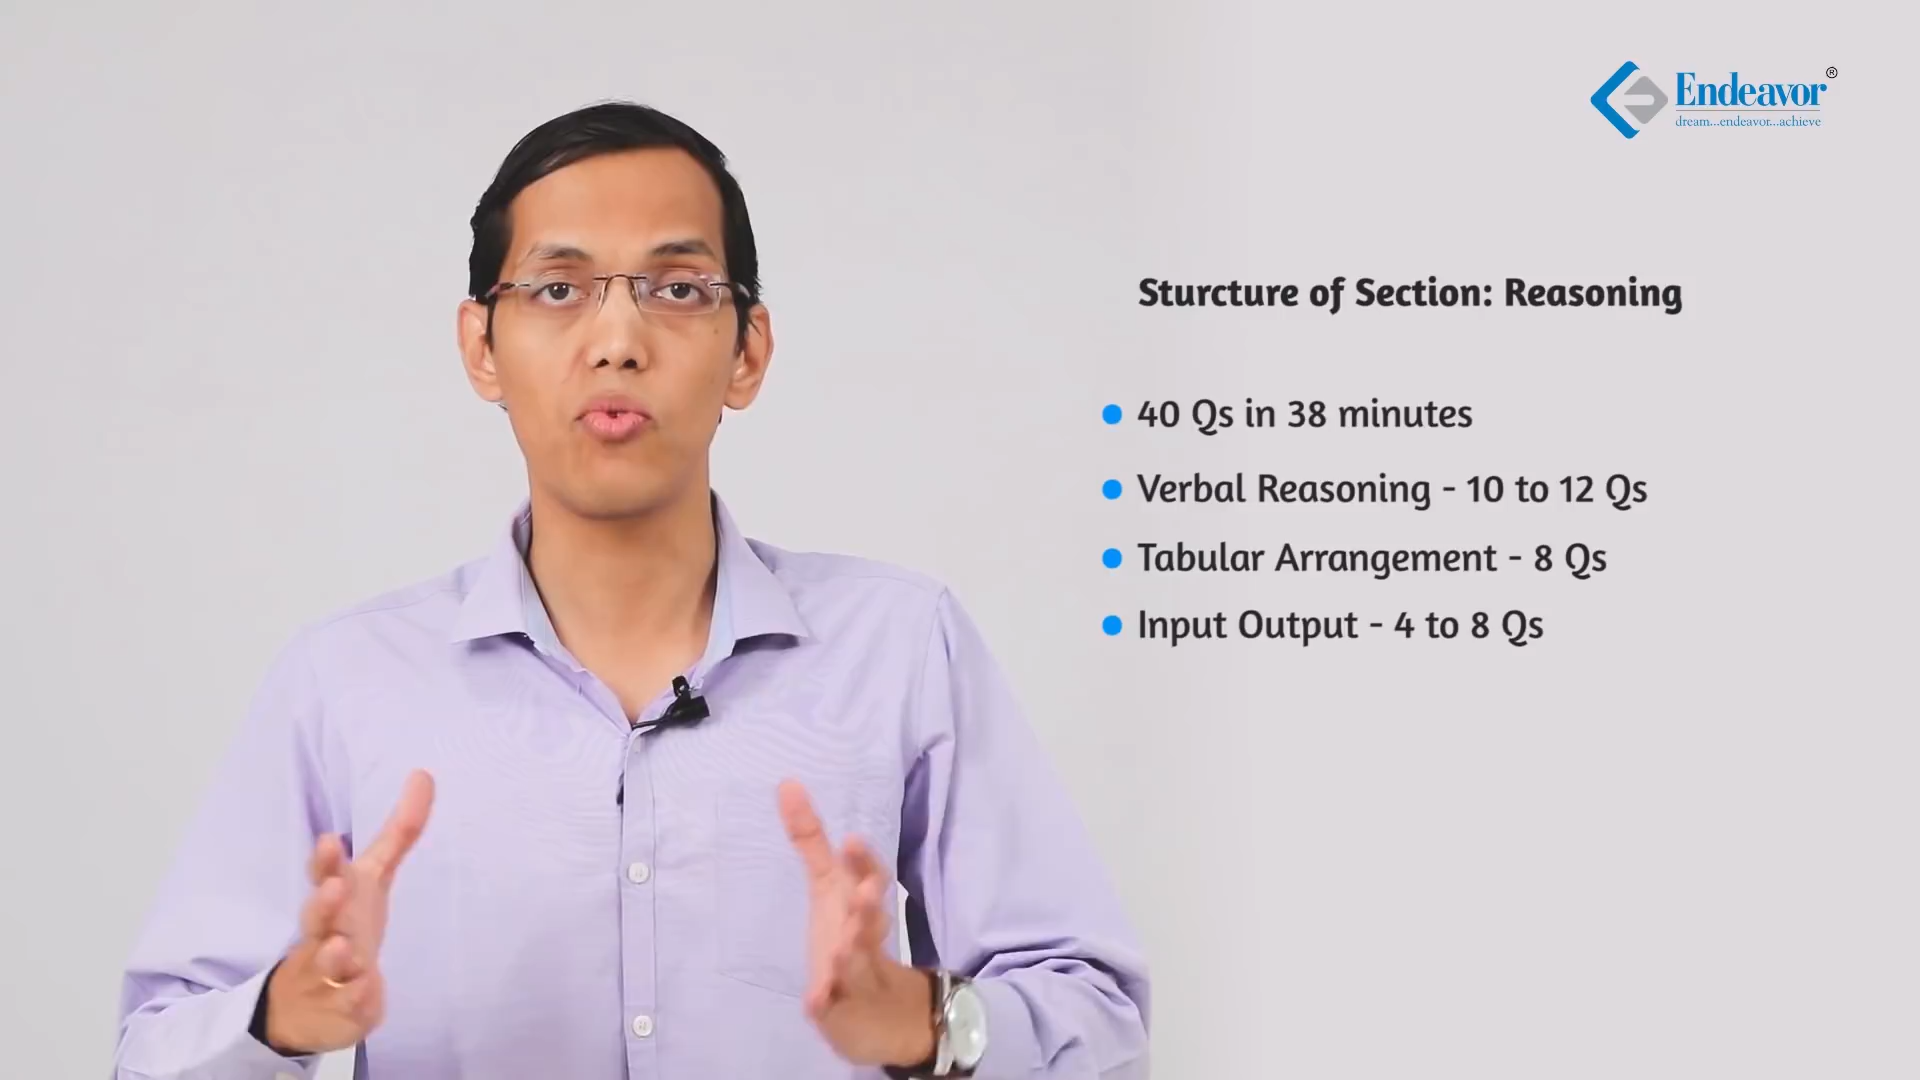 Endeavor®
dream...endeavor...achieve
Sturcture of Section: Reasoning
40 Qs in 38 minutes
Verbal Reasoning - 10 to 12 Qs
Tabular Arrangement - 8 Qs
Input Output - 4 to 8 Qs